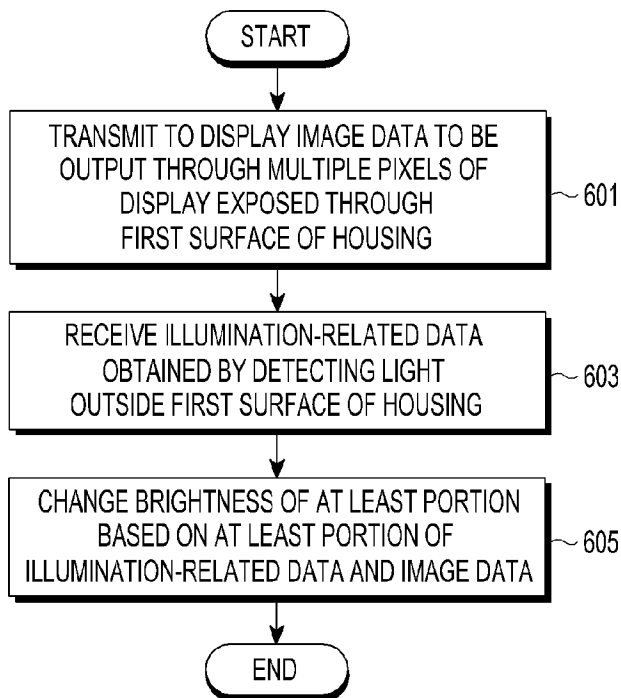 START
TRANSMIT TO DISPLAY IMAGE DATA TO BE
OUTPUT THROUGH MULTIPLE PIXELS OF
DISPLAY EXPOSED THROUGH
FIRST SURFACE OF HOUSING
601
RECEIVE ILLUMINATION-RELATED DATA
OBTAINED BY DETECTING LIGHT
OUTSIDE FIRST SURFACE OF HOUSING
603
CHANGE BRIGHTNESS OF AT LEAST PORTION
BASED ON AT LEAST PORTION OF
ILLUMINATION-RELATED DATA AND IMAGE DATA
605
END